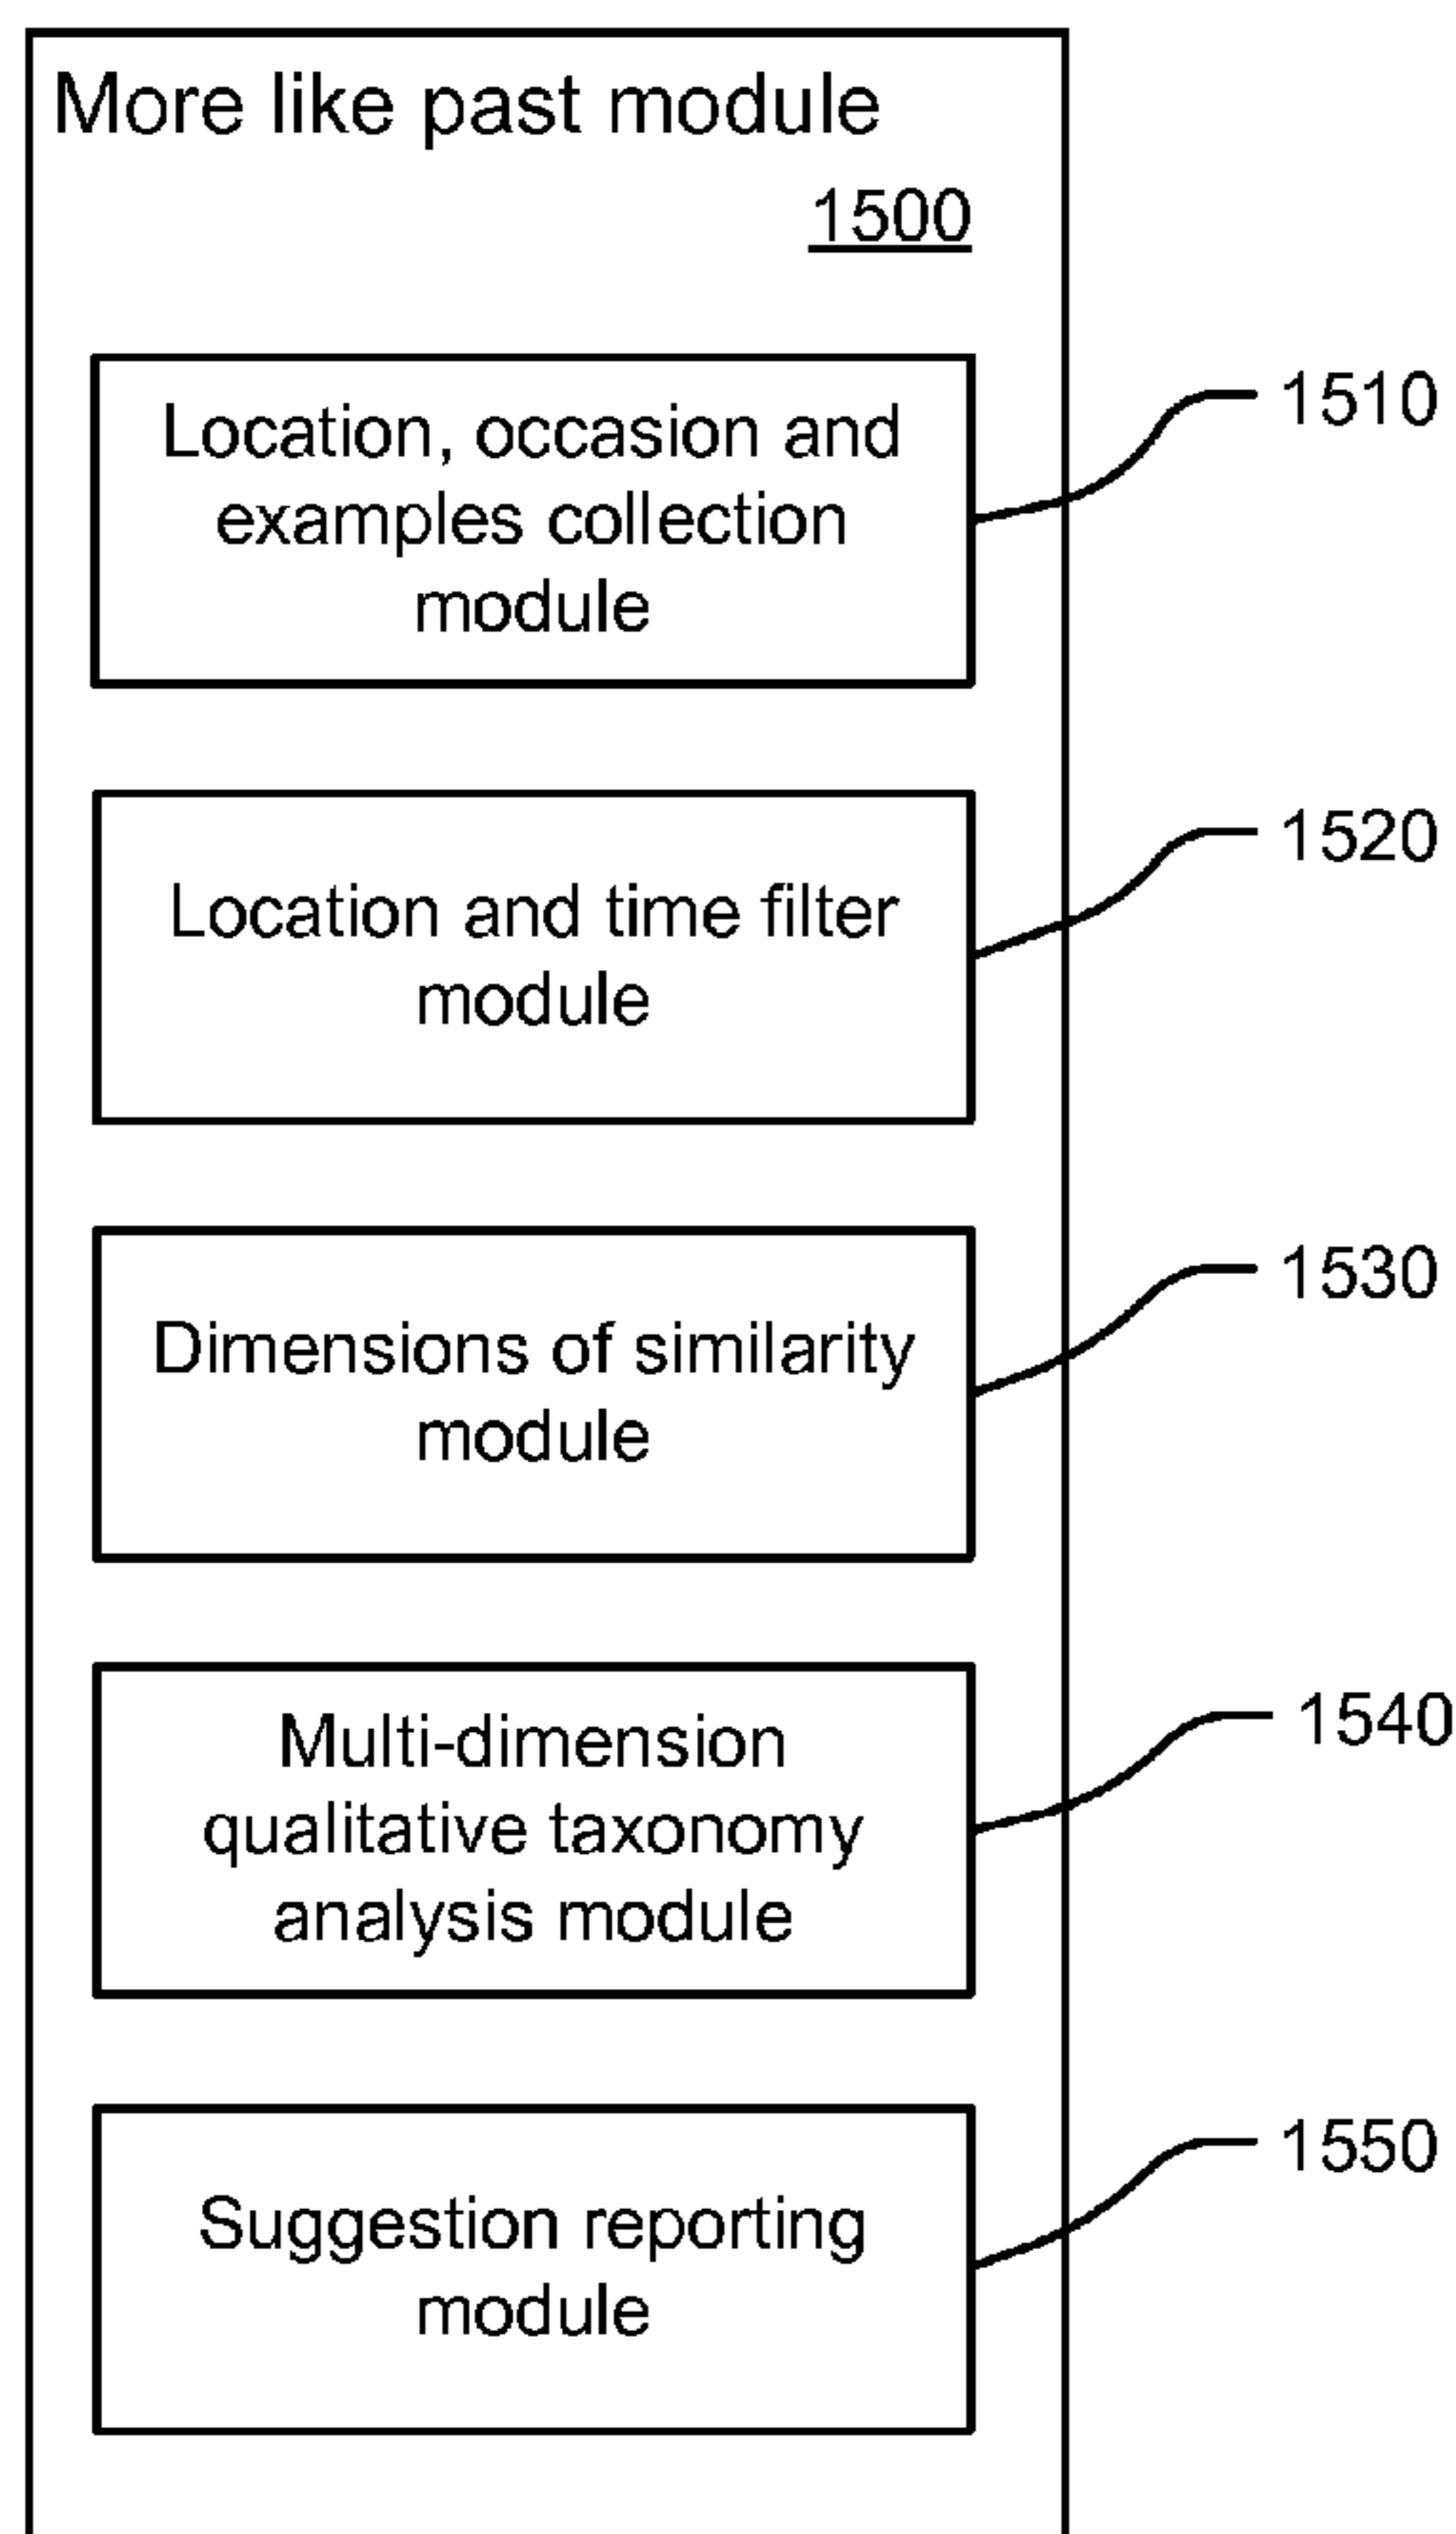 More like past module
1500
Location, occasion and
examples collection
module
1510
Location and time filter
module
1520
Dimensions of similarity
module
1530
Multi-dimension
qualitative taxonomy
analysis module
1540
Suggestion reporting
module
1550